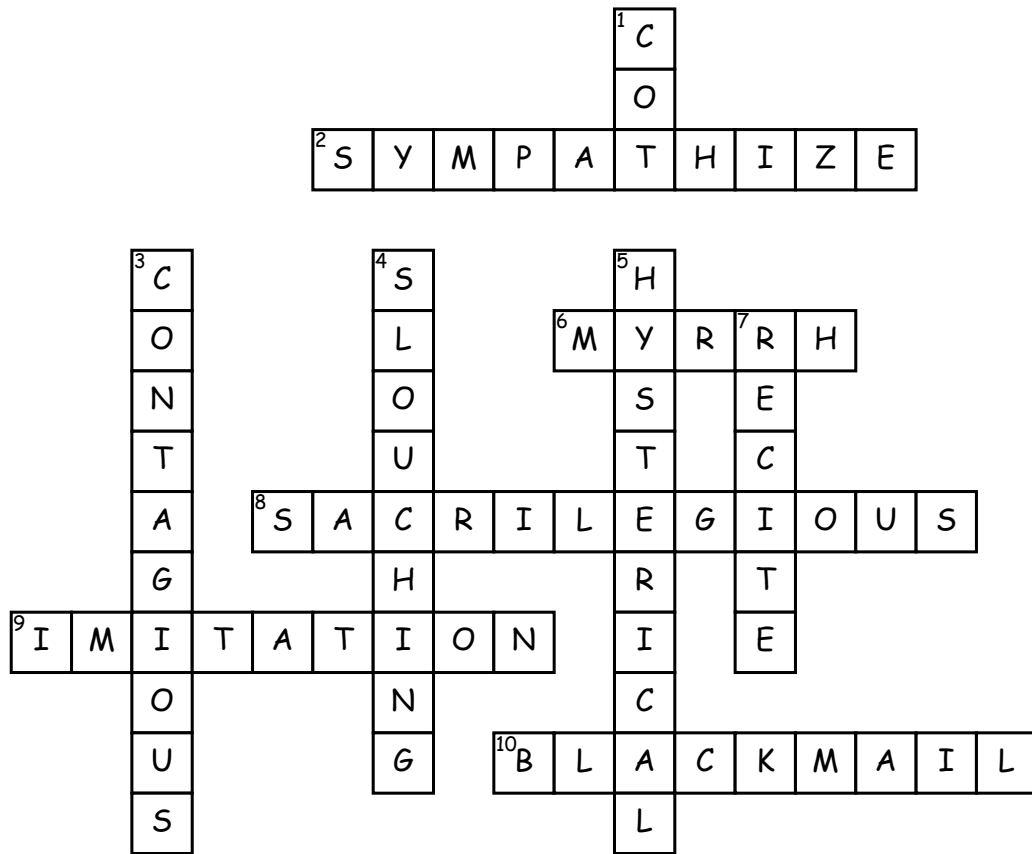 1 C
O
2 S Y M P A T H I Z E
3 C 4 S 5 H
O L 6 M Y R 7 R H
N O S E
T U T C
A 8 S A C R I L E G I O U S
G H R T
9 I M I T A T I O N I E
O N C
U G 10 B L A C K M A I L
S L